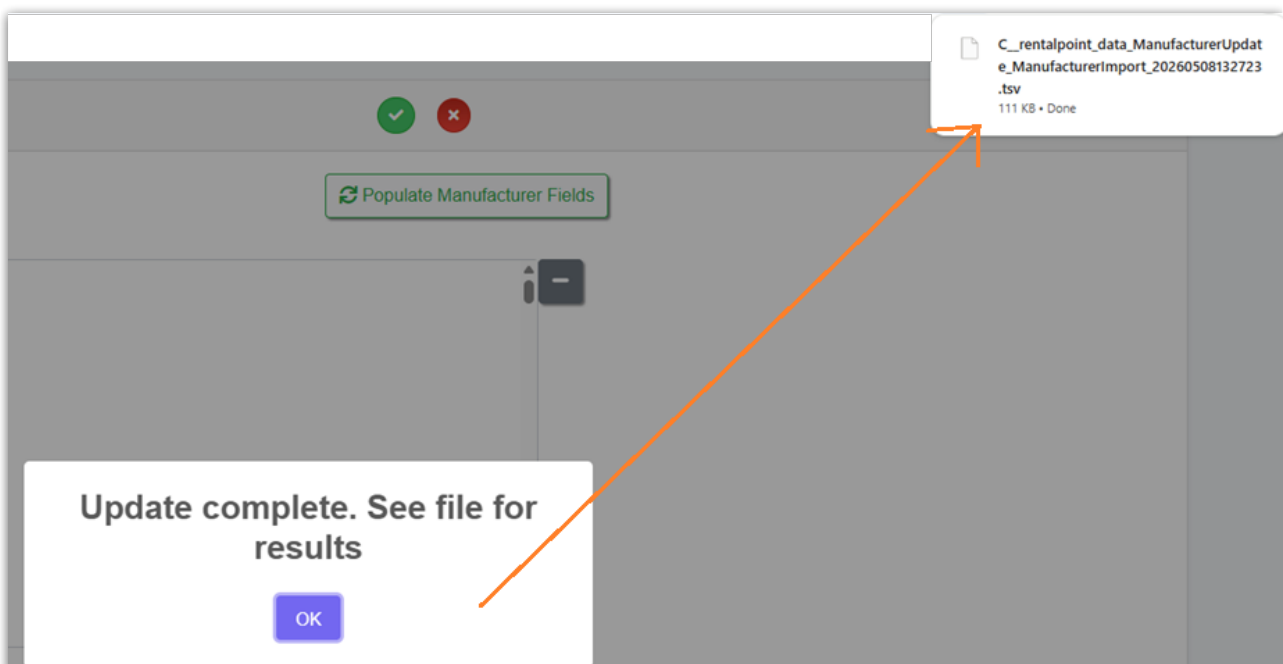 C__rentalpoint_data_ManufacturerUpdat
e_ManufacturerImport_20260508132723
.tsv
111 KB • Done
Populate Manufacturer Fields
Update complete. See file for
results
OK